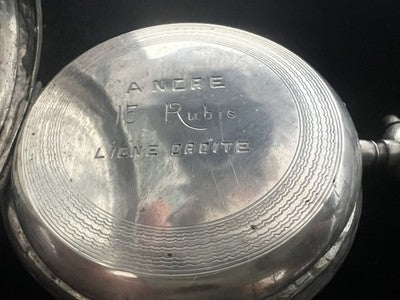 ANCRE
15 Rubis
LIGNE DROITE